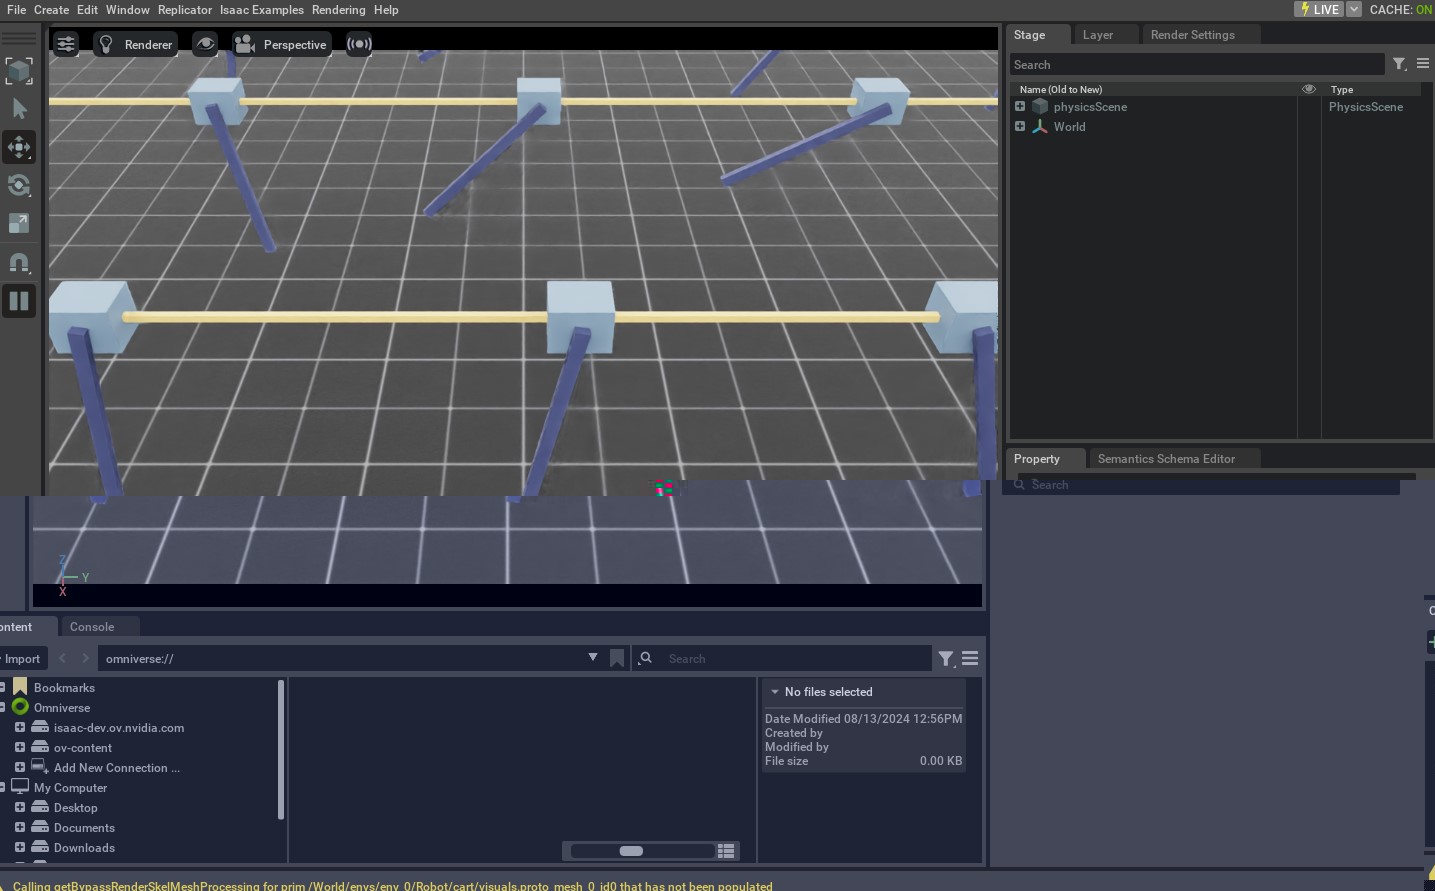 File Create Edit Window Replicator Isaac Examples Rendering Help
LIVE CACHE: ON
Renderer Perspective
Stage Layer Render Settings
Search
Name (Old to New) Type
physicsScene PhysicsScene
World
Property Semantics Schema Editor
Search
Z
Y
X
ontent Console
Import omniverse:// Search
Bookmarks
Omniverse
isaac-dev.ov.nvidia.com
ov-content
Add New Connection ...
My Computer
Desktop
Documents
Downloads
No files selected
Date Modified 08/13/2024 12:56PM
Created by
Modified by
File size 0.00 KB
Calling getBypassRenderSkelMeshProcessing for prim /World/envs/env_0/Robot/cart/visuals.proto_mesh_0_id0 that has not been populated